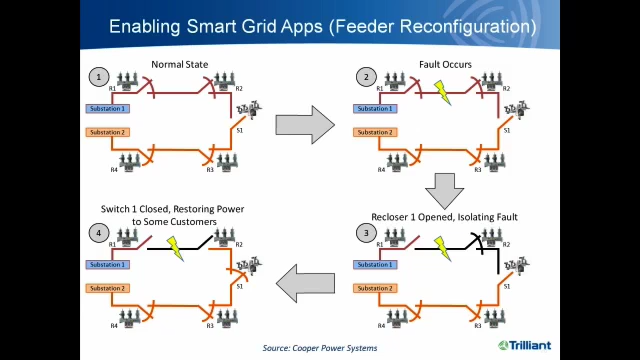 Enabling Smart Grid Apps (Feeder Reconfiguration)
1
Normal State
R1
R2
Substation 1
Substation 2
S1
R4
R3
2
Fault Occurs
R1
R2
Substation 1
Substation 2
S1
R4
R3
Switch 1 Closed, Restoring Power
to Some Customers
4
R1
R2
Substation 1
Substation 2
S1
R4
R3
Recloser 1 Opened, Isolating Fault
3
R1
R2
Substation 1
Substation 2
S1
R4
R3
Source: Cooper Power Systems
Trilliant